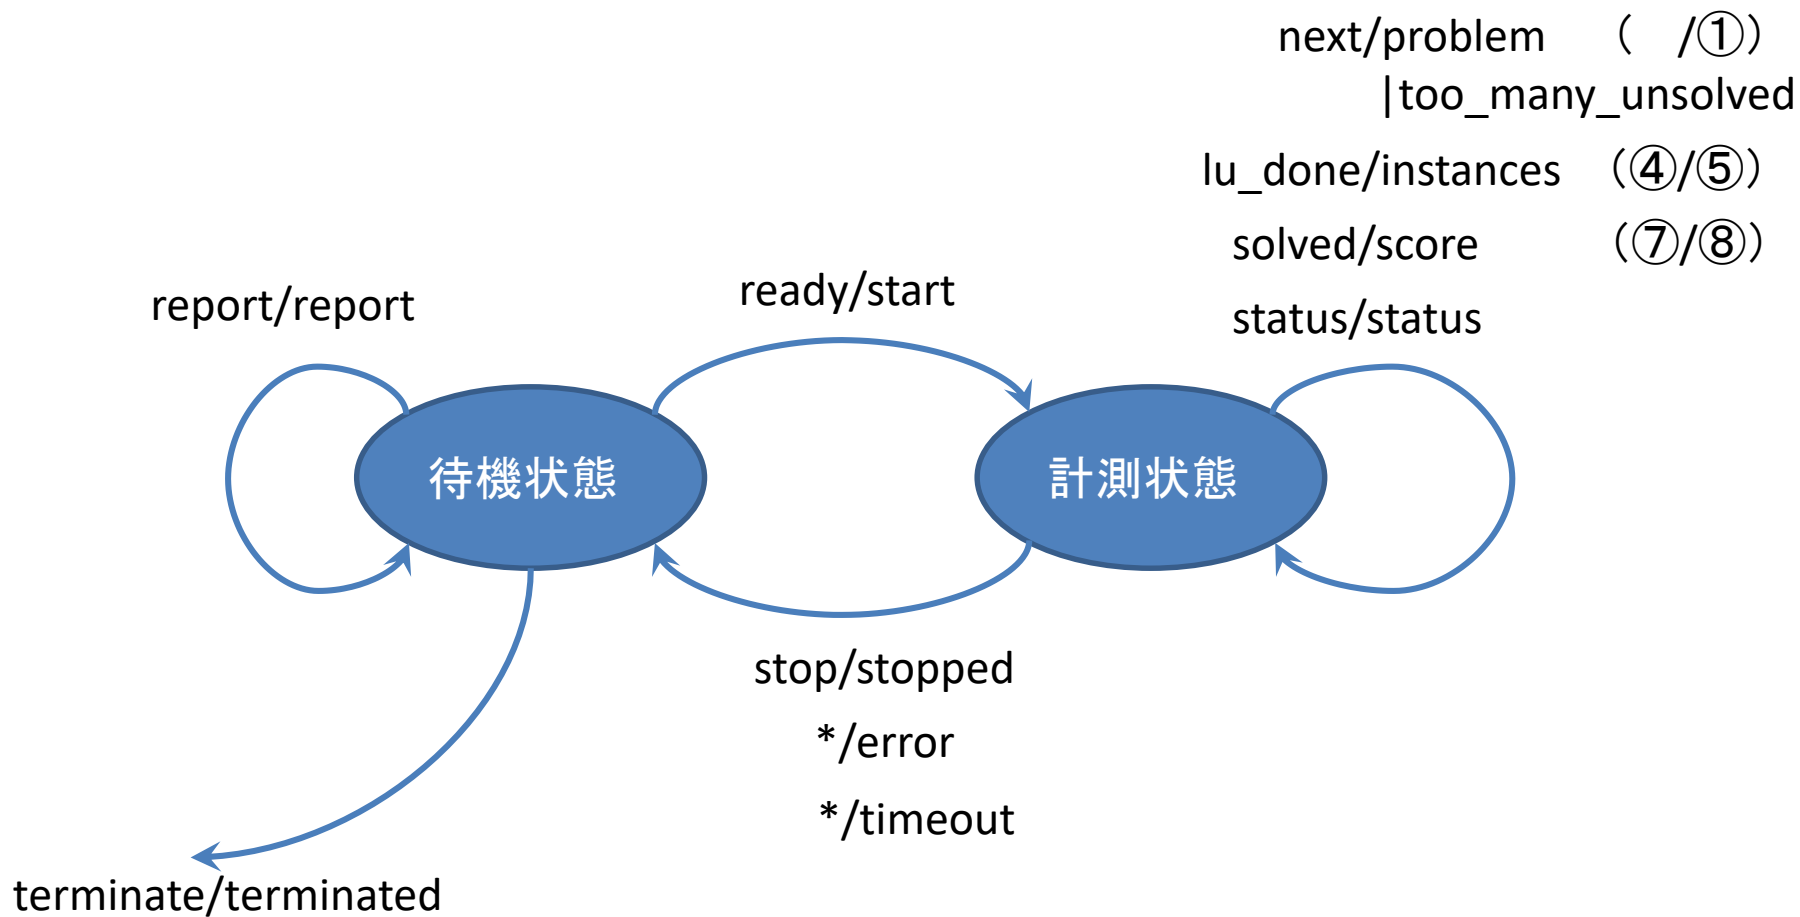 next/problem （　/①）
|too_many_unsolved
lu_done/instances （④/⑤）
solved/score （⑦/⑧）
status/status
ready/start
report/report
待機状態
計測状態
stop/stopped
*/error
*/timeout
terminate/terminated